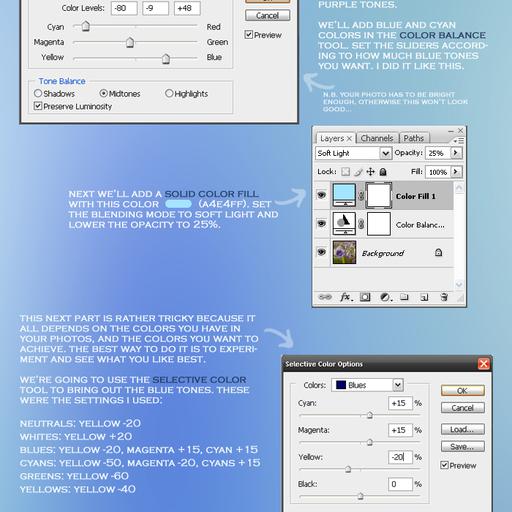 PURPLE TONES.
WE'LL ADD BLUE AND CYAN
COLORS IN THE COLOR BALANCE
TOOL. SET THE SLIDERS ACCORD-
ING TO HOW MUCH BLUE TONES
YOU WANT. I DID IT LIKE THIS.
N.B. YOUR PHOTO HAS TO BE BRIGHT
ENOUGH, OTHERWISE THIS WON'T LOOK
GOOD...
Color Levels: -80 -9 +48
Cyan Red
Magenta Green
Yellow Blue
Cancel
Preview
Tone Balance
Shadows Midtones Highlights
Preserve Luminosity
Layers x Channels Paths
Soft Light Opacity: 25%
Lock: Fill: 100%
Color Fill 1
Color Balanc...
Background
NEXT WE'LL ADD A SOLID COLOR FILL
WITH THIS COLOR (A4E4FF). SET
THE BLENDING MODE TO SOFT LIGHT AND
LOWER THE OPACITY TO 25%.
THIS NEXT PART IS RATHER TRICKY BECAUSE IT
ALL DEPENDS ON THE COLORS YOU HAVE IN
YOUR PHOTOS, AND THE COLORS YOU WANT TO
ACHIEVE. THE BEST WAY TO DO IT IS TO EXPERI-
MENT AND SEE WHAT YOU LIKE BEST.
WE'RE GOING TO USE THE SELECTIVE COLOR
TOOL TO BRING OUT THE BLUE TONES. THESE
WERE THE SETTINGS I USED:
NEUTRALS: YELLOW -20
WHITES: YELLOW +20
BLUES: YELLOW -20, MAGENTA +15, CYAN +15
CYANS: YELLOW -50, MAGENTA -20, CYANS +15
GREENS: YELLOW -60
YELLOWS: YELLOW -40
Selective Color Options
Colors: Blues
Cyan: +15 %
Magenta: +15 %
Yellow: -20 %
Black: 0 %
OK
Cancel
Load...
Save...
Preview